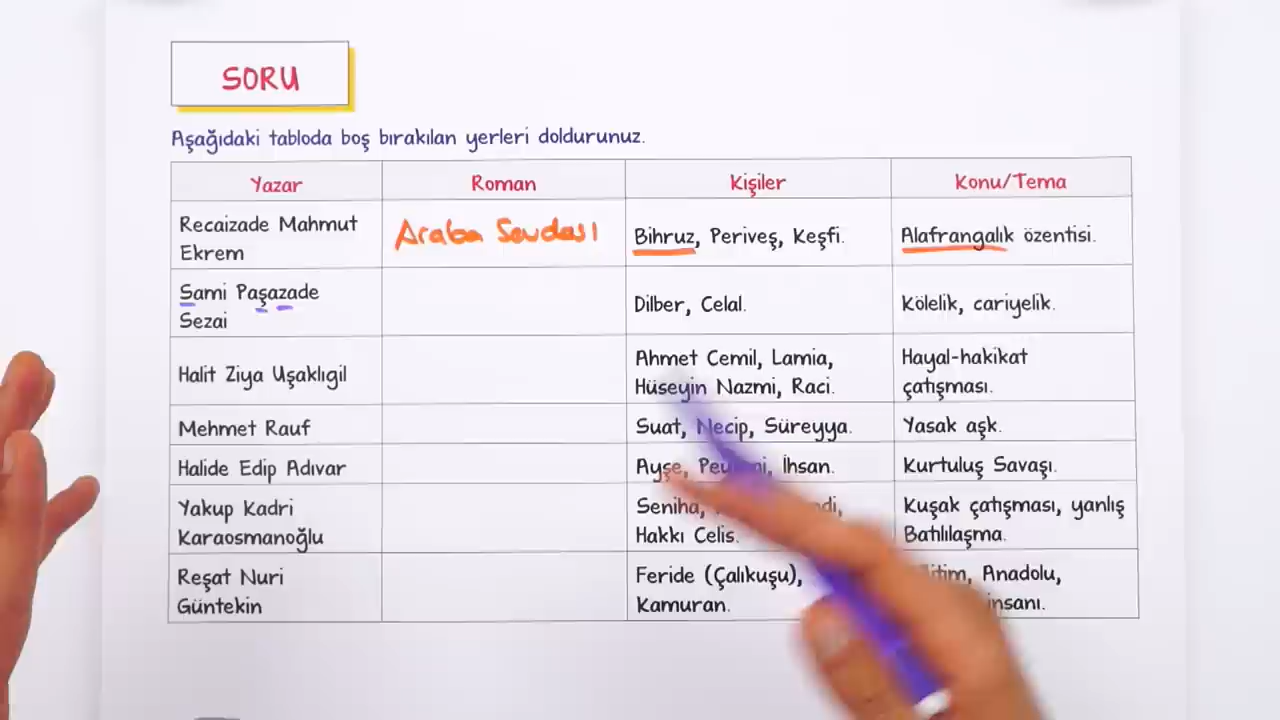 SORU
Aşağıdaki tabloda boş bırakılan yerleri doldurunuz.
Yazar Roman Kişiler Konu/Tema
Recaizade Mahmut
Ekrem
Araba Sevdası
Bihruz, Periveş, Keşfi.
Alafrangalık özentisi.
Sami Paşazade
Sezai
Dilber, Celal.
Kölelik, cariyelik.
Halit Ziya Uşaklıgil
Ahmet Cemil, Lamia,
Hüseyin Nazmi, Raci.
Hayal-hakikat
çatışması.
Mehmet Rauf
Suat, Necip, Süreyya.
Yasak aşk.
Halide Edip Adıvar
Ayşe, İhsan.
Kurtuluş Savaşı.
Yakup Kadri
Karaosmanoğlu
Seniha,
Hakkı Celis.
Kuşak çatışması, yanlış
Batılılaşma.
Reşat Nuri
Güntekin
Feride (Çalıkuşu),
Kamuran.
Anadolu,